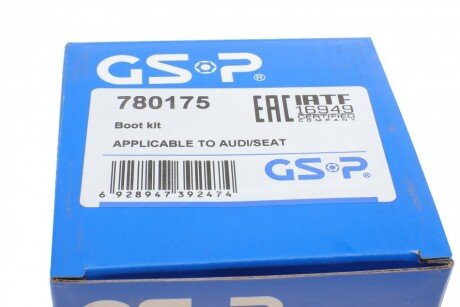 GSP®
780175
Boot kit
APPLICABLE TO AUDI/SEAT
EAC IATF
16949
CERTIFIED
COMPANY
GSP®
6 928947 392474